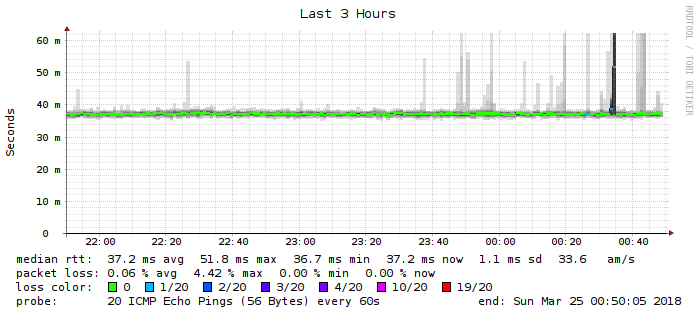 Last 3 Hours
RRDTOOL / TOBI OETIKER
Seconds
60 m
50 m
40 m
30 m
20 m
10 m
0
22:00 22:20 22:40 23:00 23:20 23:40 00:00 00:20 00:40
median rtt: 37.2 ms avg 51.8 ms max 36.7 ms min 37.2 ms now 1.1 ms sd 33.6 am/s
packet loss: 0.06 % avg 4.42 % max 0.00 % min 0.00 % now
loss color: 0 1/20 2/20 3/20 4/20 10/20 19/20
probe: 20 ICMP Echo Pings (56 Bytes) every 60s end: Sun Mar 25 00:50:05 2018